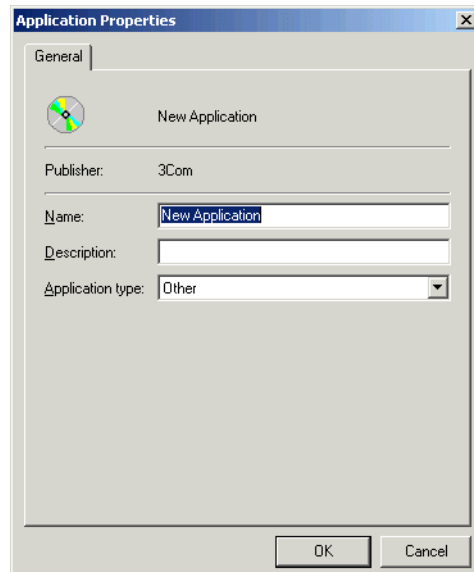 Application Properties
General
New Application
Publisher: 3Com
Name: New Application
Description:
Application type: Other
OK Cancel